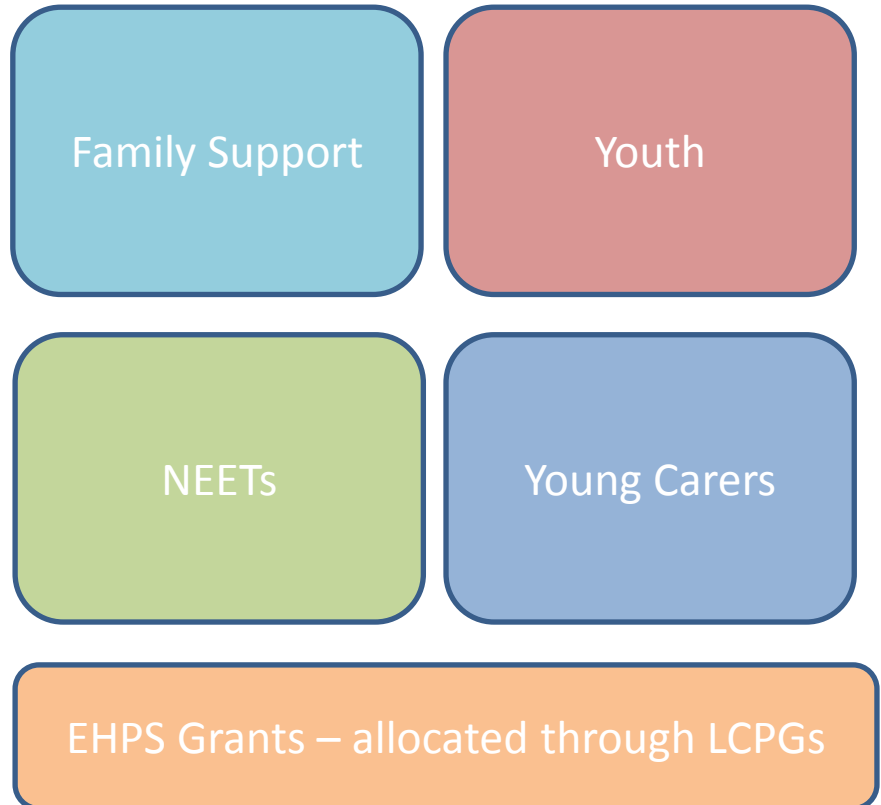 Family Support
Youth
NEETs
Young Carers
EHPS Grants – allocated through LCPGs